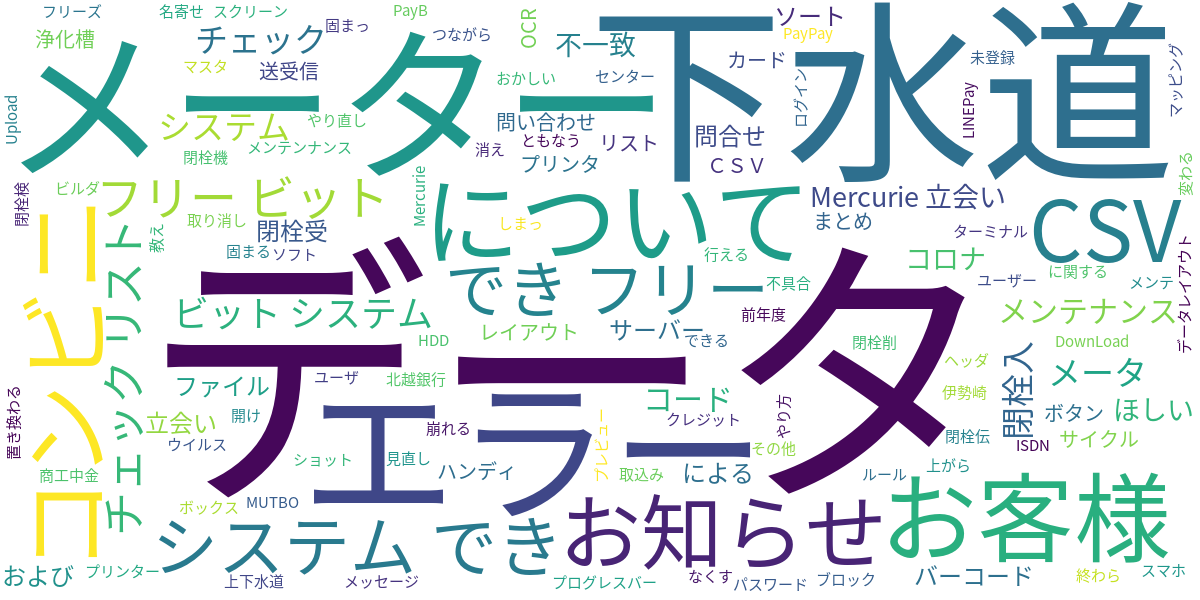 フリーズ
名寄せ スクリーン
固まっ
PayB
つながら
OCR
ソート
PayPay
浄化槽
チェック
不一致
下水道
メーター
マスタ
送受信
おかしい
センター
カード
未登録
マッピング
ログイン
LINEPay
Upload
システム
やり直し
問い合わせ
ともなう
リスト
問合せ
閉栓機
メンテンナンス
消え
プリンタ
ＣＳＶ
変わる
閉栓検
ビルダ
フリー ビット
Mercurie
について
Mercurie 立会い
CSV
取り消し
閉栓受
しまっ
まとめ
ターミナル
教え
固まる
ソフト
行える
コロナ
に関する
データレイアウト
コンビニ
チェックリスト
データ
でき フリー
不具合
ユーザー
メンテ
ビット システム
レイアウト
サーバー
できる
前年度
メンテナンス
HDD
閉栓削
DownLoad
ファイル
ユーザ
北越銀行
コード
ヘッダ
閉栓入
メータ
置き換わる
伊勢崎
立会い
開け
エラー
崩れる
クレジット
やり方
ボタン
ほしい
ウイルス
プレビュー
その他
閉栓伝
ISDN
サイクル
商工中金
ショット
見直し
ハンディ
取込み
による
ルール
上がら
ボックス
MUTBO
お知らせ
お客様
システム でき
および
プリンター
上下水道
メッセージ
プログレスバー
なくす
パスワード
ブロック
バーコード
終わら
スマホ